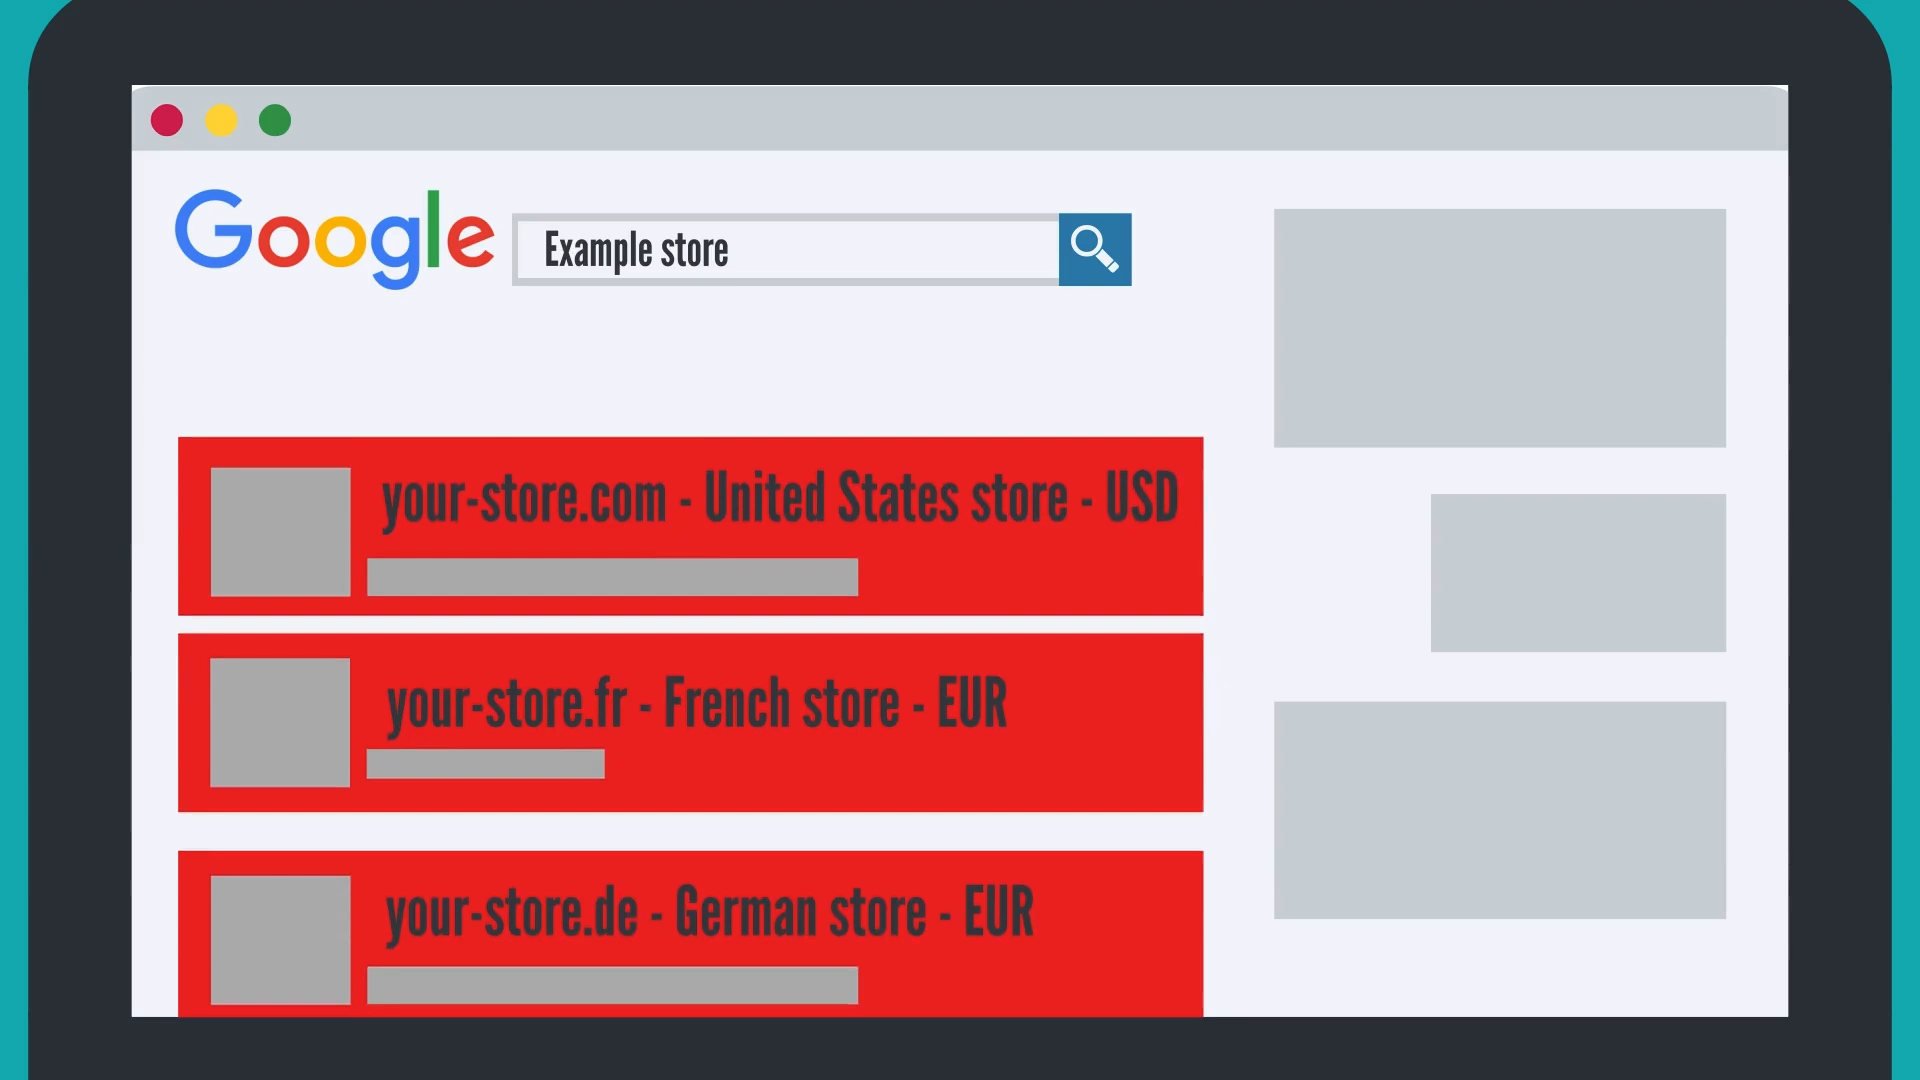 Google
Example store
your-store.com - United States store - USD
your-store.fr - French store - EUR
your-store.de - German store - EUR